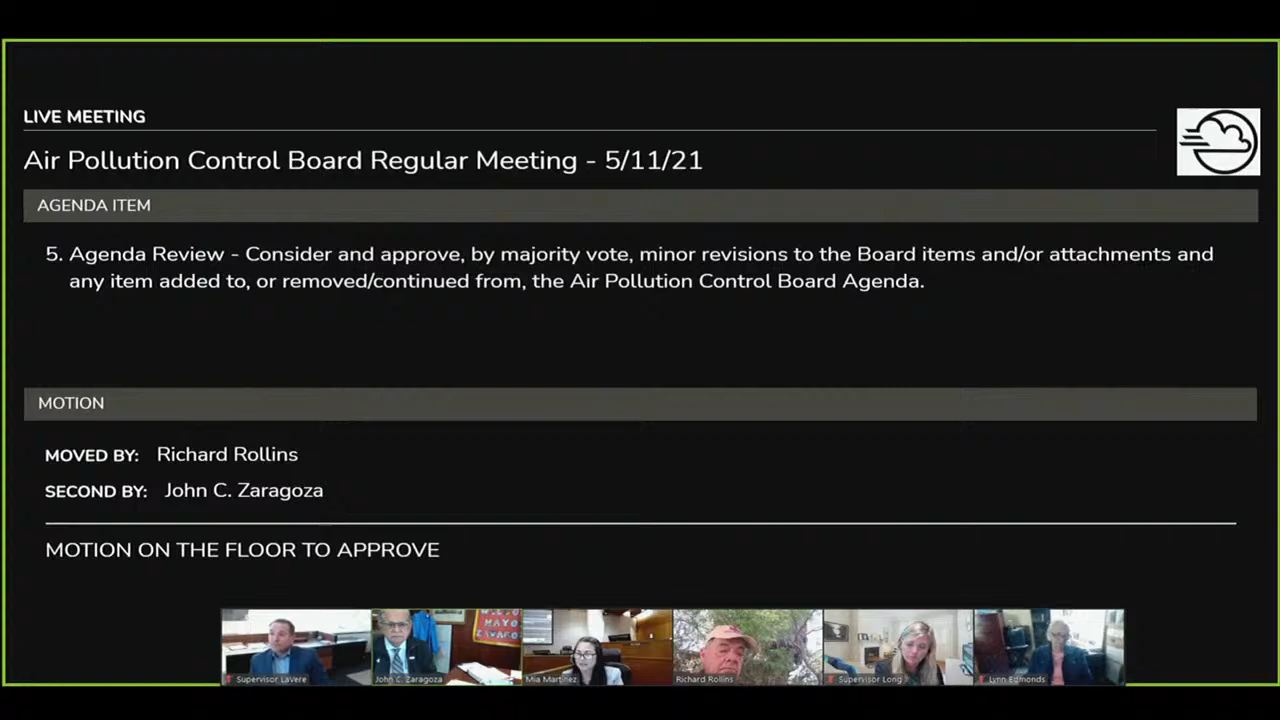 LIVE MEETING
Air Pollution Control Board Regular Meeting - 5/11/21
AGENDA ITEM
5. Agenda Review - Consider and approve, by majority vote, minor revisions to the Board items and/or attachments and
any item added to, or removed/continued from, the Air Pollution Control Board Agenda.
MOTION
MOVED BY: Richard Rollins
SECOND BY: John C. Zaragoza
MOTION ON THE FLOOR TO APPROVE
MAYO
Supervisor LaVere
John C. Zaragoza
Mia Martinez
Richard Rollins
Supervisor Long
Lynn Edmonds